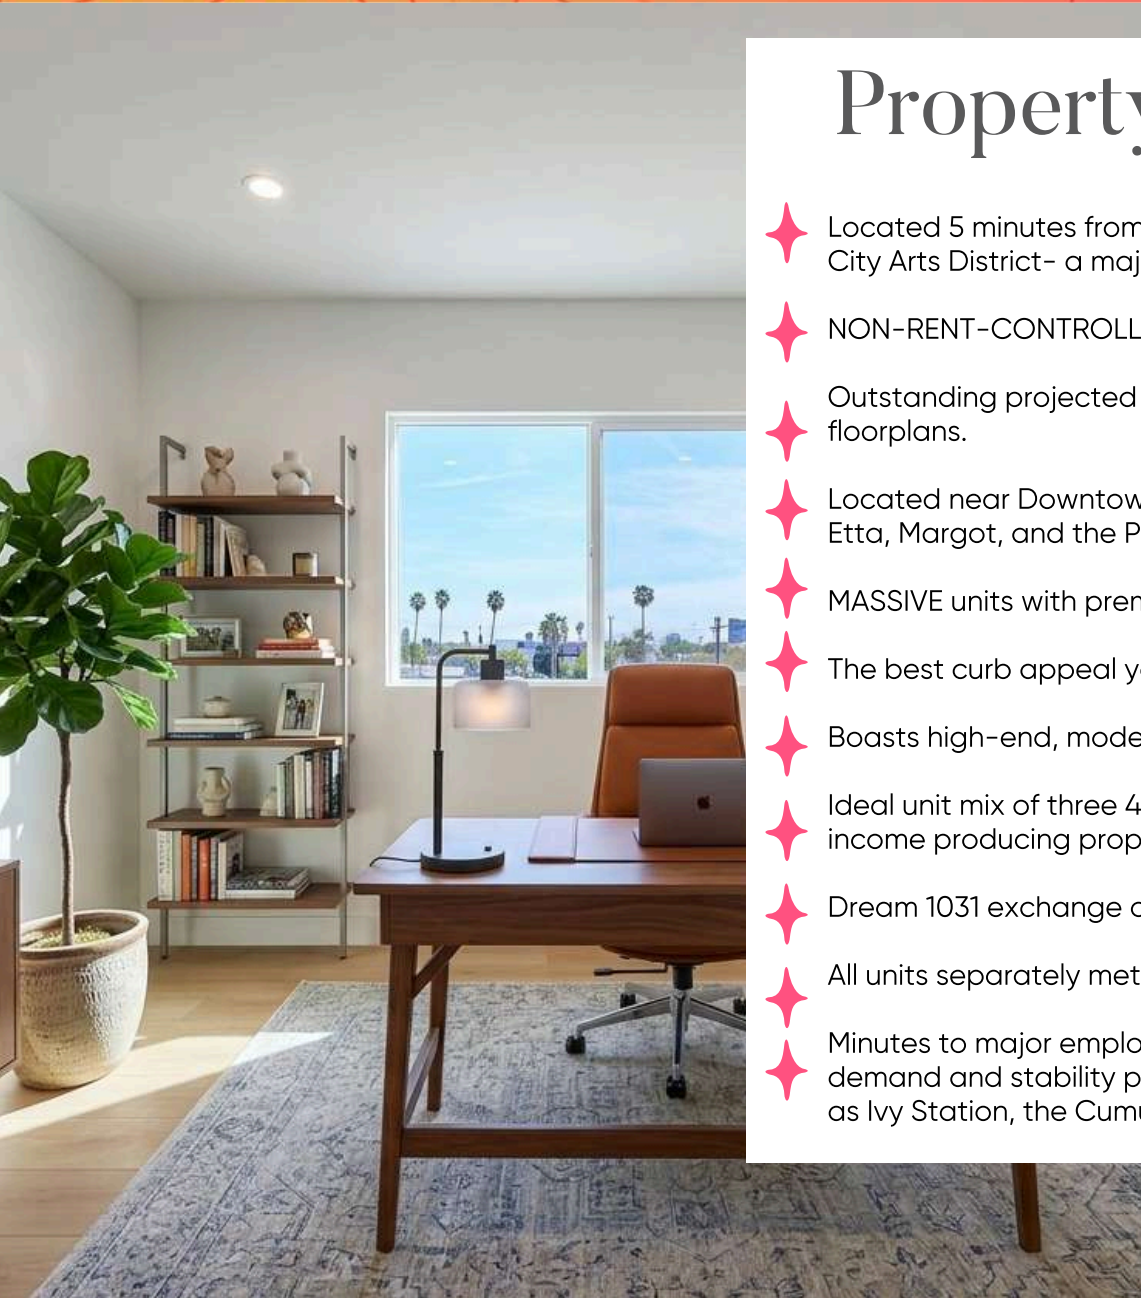 Property
Located 5 minutes from
City Arts District- a maj
NON-RENT-CONTROLL
Outstanding projected
floorplans.
Located near Downtow
Etta, Margot, and the P
MASSIVE units with prem
The best curb appeal yo
Boasts high-end, mode
Ideal unit mix of three 4
income producing prop
Dream 1031 exchange
All units separately met
Minutes to major emplo
demand and stability p
as Ivy Station, the Cumu